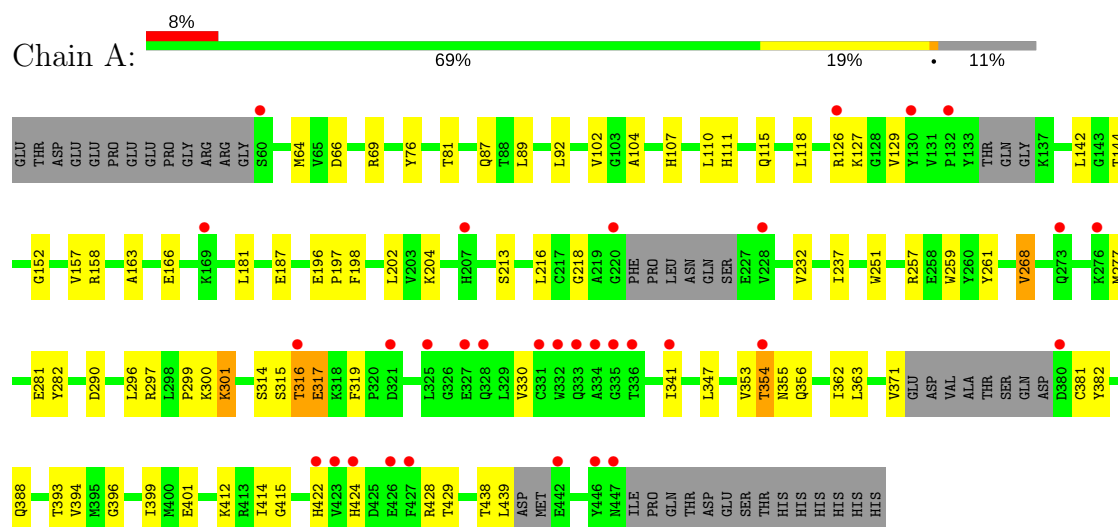 8%
Chain A:
69% 19% • 11%
GLU THR ASP GLU GLU PRO GLU GLU PRO GLY ARG ARG GLY S60 M64 V65 D66 R69 Y76 T81 Q87 T88 L89 L92 V102 G103 A104 H107 L110 H111 Q115 L118 R126 K127 G128 V129 Y130 V131 P132 Y133 THR GLN GLY K137 L142 G143 T144
G152 V157 R158 A163 E166 K169 L181 E187 E196 P197 F198 L202 V203 K204 H207 S213 L216 C217 G218 A219 G220 PHE PRO LEU ASN GLN SER E227 V228 V232 I237 W251 R257 E258 W259 Y260 Y261 V268 Q273 K276 M277
E281 Y282 D290 L296 R297 L298 P299 K300 K301 S314 S315 T316 E317 K318 F319 P320 D321 L325 G326 E327 Q328 L329 V330 C331 W332 Q333 A334 G335 T336 I341 L347 V353 T354 N355 Q356 I362 L363 V371 GLU ASP VAL ALA THR SER GLN ASP D380 C381 Y382
Q388 T393 V394 M395 G396 I399 M400 E401 K412 R413 I414 G415 H422 V423 H424 D425 E426 F427 R428 T429 T438 L439 ASP MET E442 Y446 N447 ILE PRO GLN THR ASP GLU SER THR HIS HIS HIS HIS HIS HIS